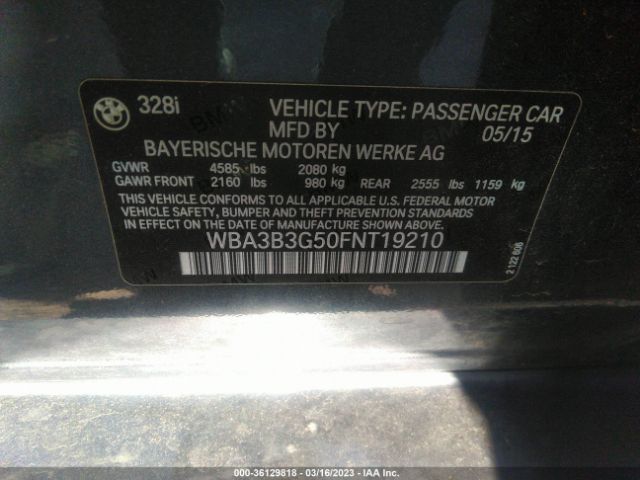 328i VEHICLE TYPE: PASSENGER CAR
MFD BY 05/15
BAYERISCHE MOTOREN WERKE AG
GVWR 4585 lbs 2080 kg
GAWR FRONT 2160 lbs 980 kg REAR 2555 lbs 1159 kg
THIS VEHICLE CONFORMS TO ALL APPLICABLE U.S. FEDERAL MOTOR
VEHICLE SAFETY, BUMPER AND THEFT PREVENTION STANDARDS IN
EFFECT ON THE DATE OF MANUFACTURE SHOWN ABOVE.
WBA3B3G50FNT19210
2 122 606
000-36129818 - 03/16/2023 - IAA Inc.